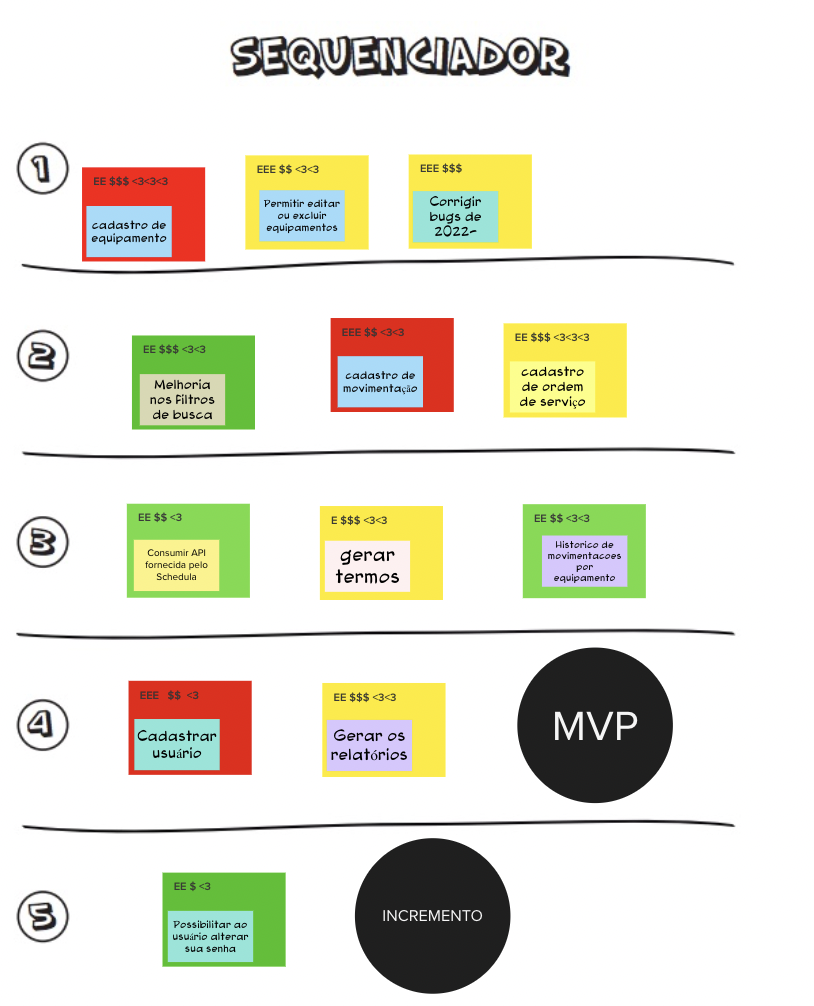 SEQUENCIADOR
1
EE $$$ <3<3<3
cadastro de
equipamento
EEE $$ <3<3
Permitir editar
ou excluir
equipamentos
EEE $$$
Corrigir
bugs de
2022-
2
EE $$$ <3<3
Melhoria
nos filtros
de busca
EEE $$ <3<3
cadastro de
movimentação
EE $$$ <3<3<3
cadastro
de ordem
de serviço
3
EE $$ <3
Consumir API
fornecida pelo
Schedula
E $$$ <3<3
gerar
termos
EE $$ <3<3
Historico de
movimentacoes
por
equipamento
4
EEE $$ <3
Cadastrar
usuário
EE $$$ <3<3
Gerar os
relatórios
MVP
5
EE $ <3
Possibilitar ao
usuário alterar
sua senha
INCREMENTO